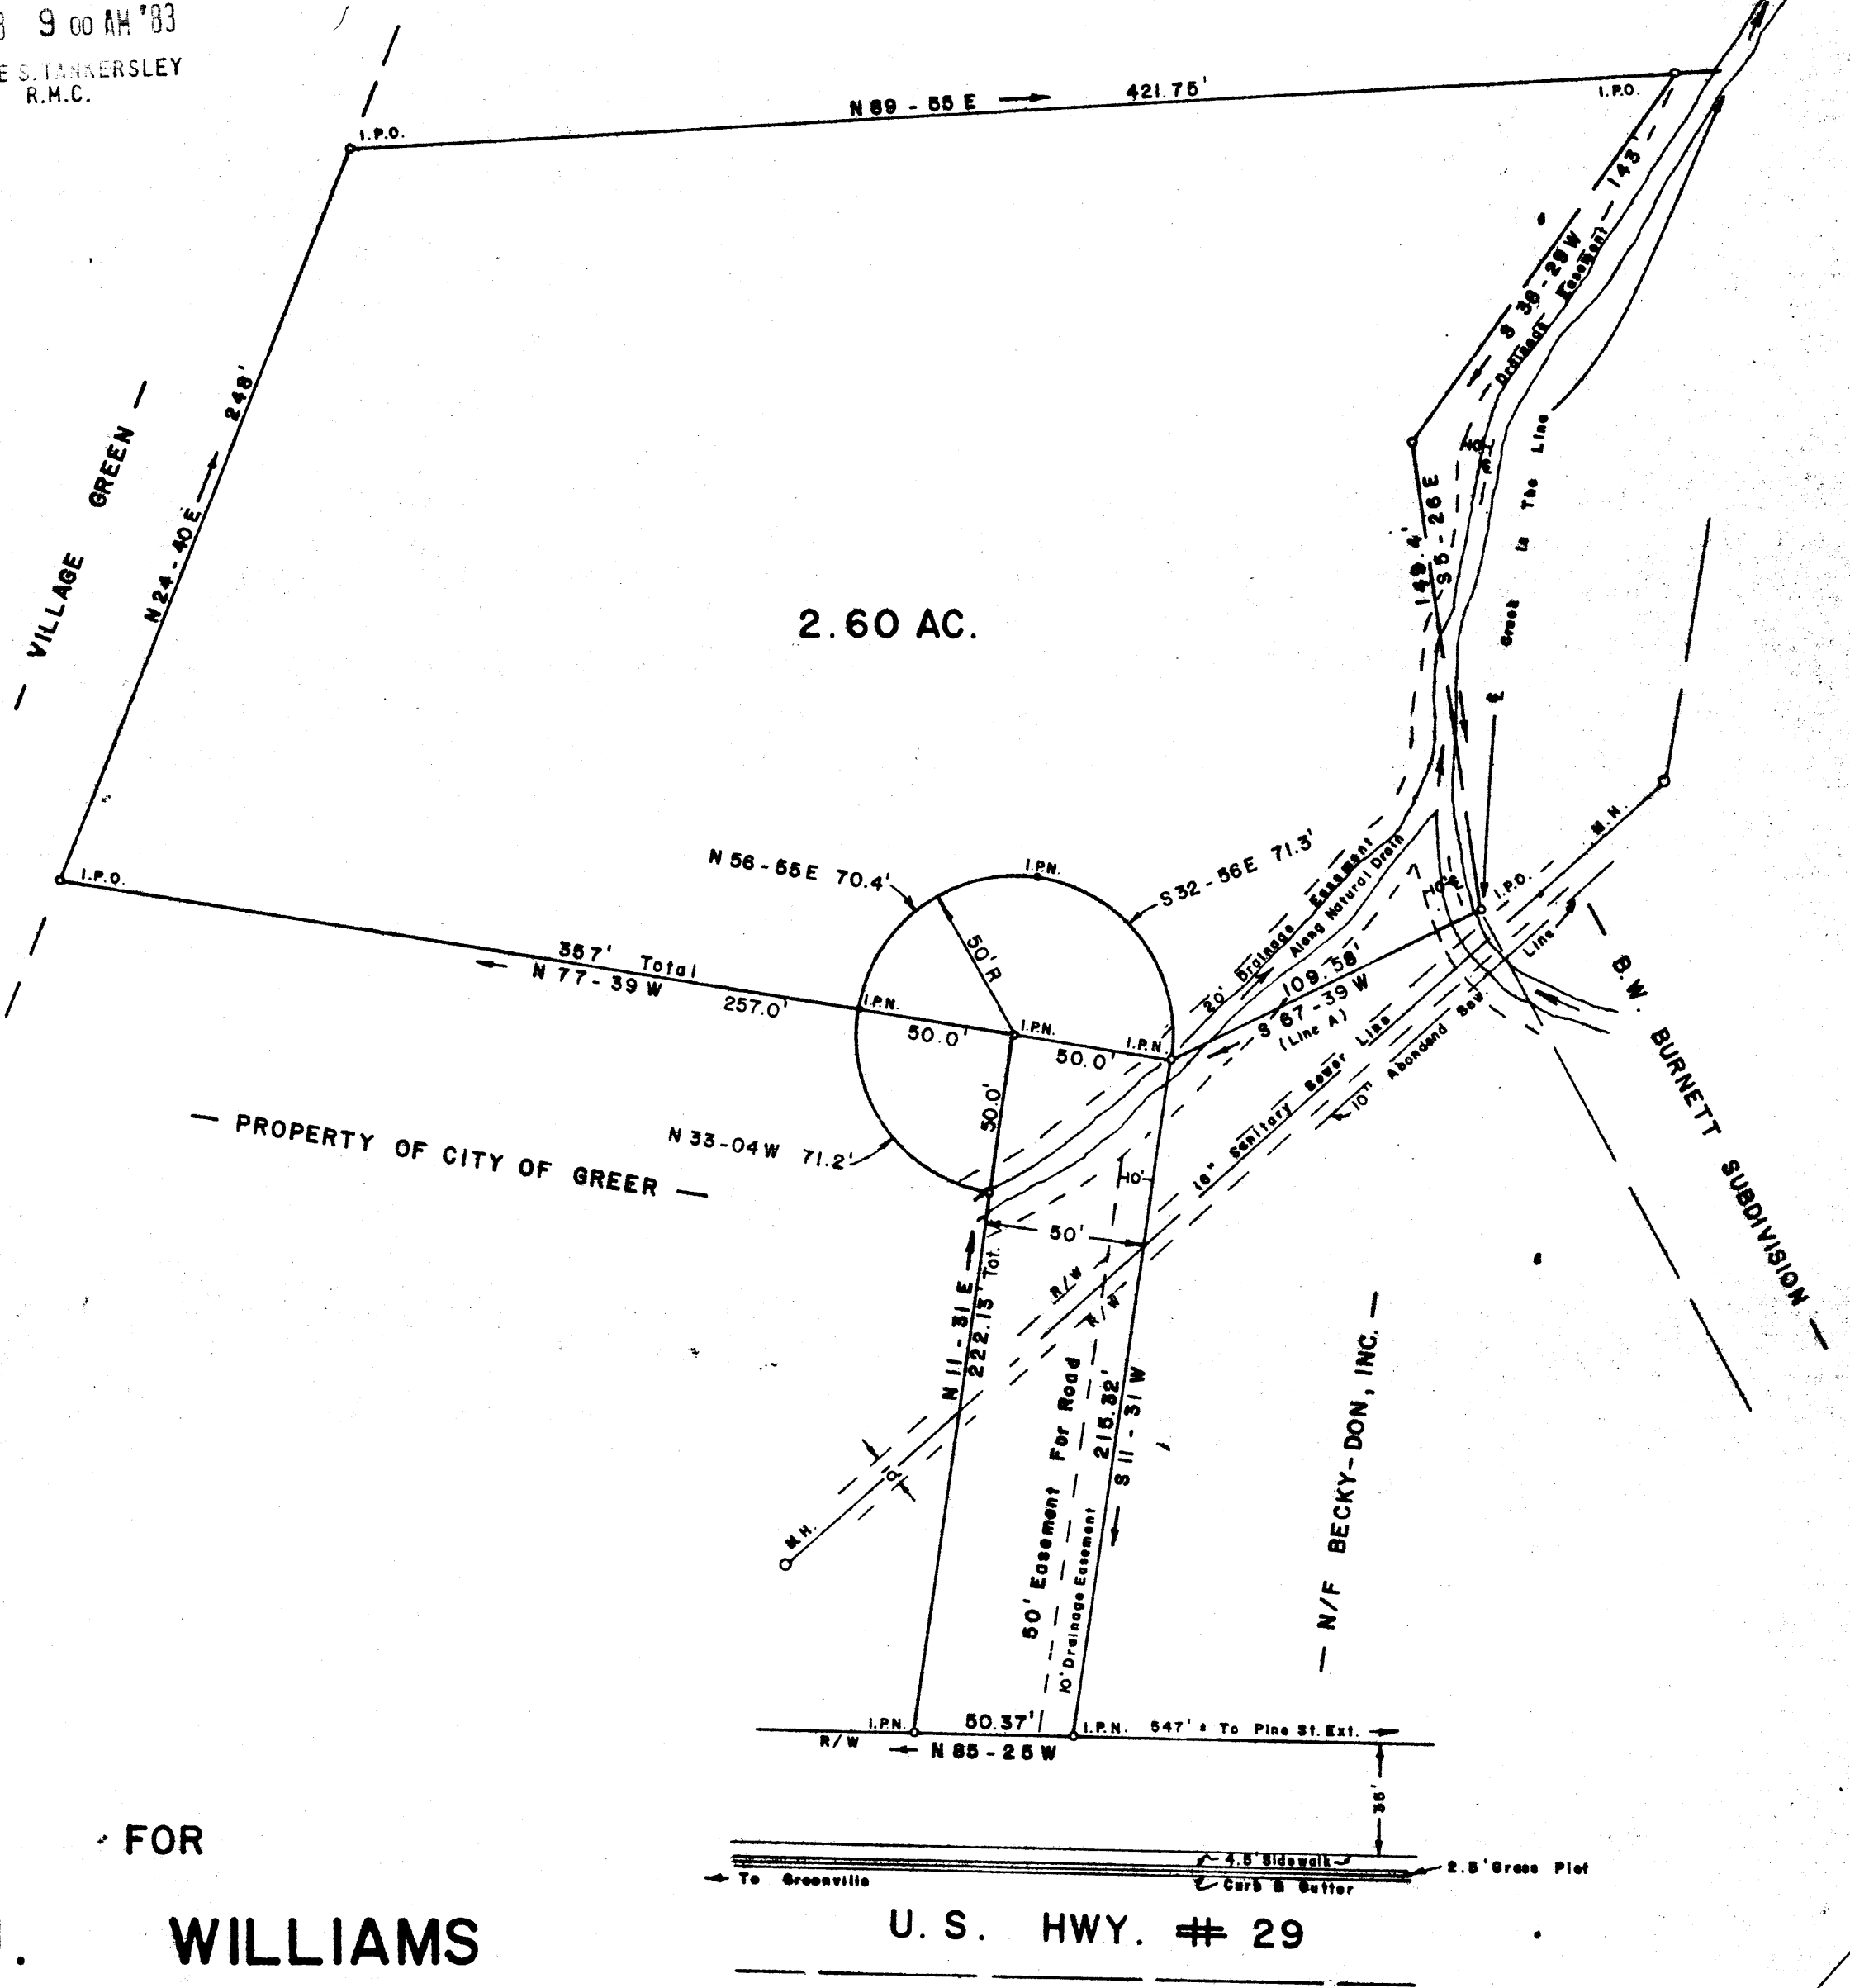 9 00 AM '83
E S. TANKERSLEY
R.M.C.
I.P.O.
N 89 - 55 E
421.75'
I.P.O.
143'
S 38 - 29 W
Drainage Easement
248'
N 24 - 40 E
— VILLAGE GREEN —
Creek Is The Line
149.4'
S 5 - 26 E
2.60 AC.
M.H.
I.P.O.
N 56 - 55 E 70.4'
I.P.N.
S 32 - 56 E 71.3'
20' Drainage Easement
Along Natural Drain
I.P.O.
357' Total
N 77 - 39 W
257.0'
I.P.N.
50' R
50.0'
I.P.N.
50.0'
I.P.N.
50.0'
109.58'
S 67 - 39 W
(Line A)
16" Sanitary Sewer Line
10" Abondend Sew. Line
— B.W. BURNETT SUBDIVISION —
— PROPERTY OF CITY OF GREER —
N 33 - 04 W 71.2'
10'
50'
R/W
R/W
N 11 - 31 E
222.13' Tot.
50' Easement For Road
215.32'
S 11 - 31 W
10' Drainage Easement
— N/F BECKY-DON, INC. —
10'
M.H.
I.P.N.
50.37'
I.P.N.
547' ± To Pine St. Ext.
R/W
N 85 - 25 W
35'
4.5' Sidewalk
2.5' Grass Plot
To Greenville
Curb & Gutter
FOR
WILLIAMS
U. S. HWY. # 29